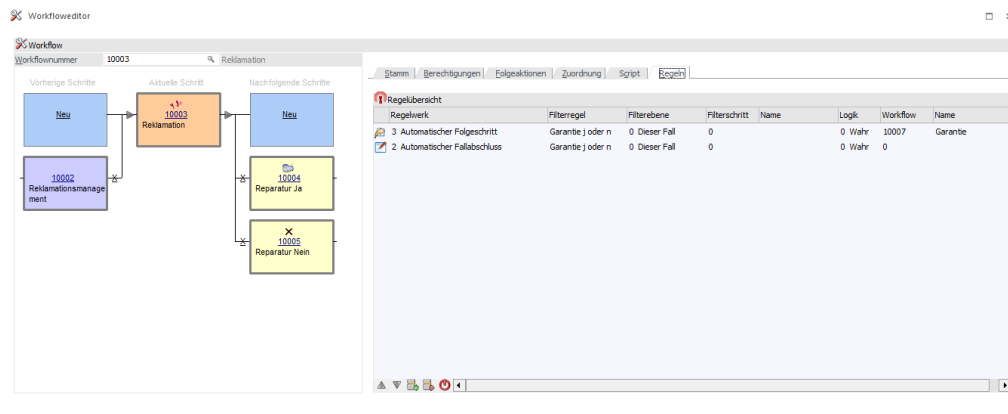 Workfloweditor
Workflow
Workflownummer 10003 Reklamation
Vorherige Schritte Aktuelle Schritt Nachfolgende Schritte
Neu
10003
Reklamation
Neu
10002
Reklamationsmanage
ment
10004
Reparatur Ja
10005
Reparatur Nein
Stamm Berechtigungen Folgeaktionen Zuordnung Script Regeln
Regelübersicht
Regelwerk Filterregel Filterebene Filterschritt Name Logik Workflow Name
3 Automatischer Folgeschritt Garantie j oder n 0 Dieser Fall 0 0 Wahr 10007 Garantie
2 Automatischer Fallabschluss Garantie j oder n 0 Dieser Fall 0 0 Wahr 0